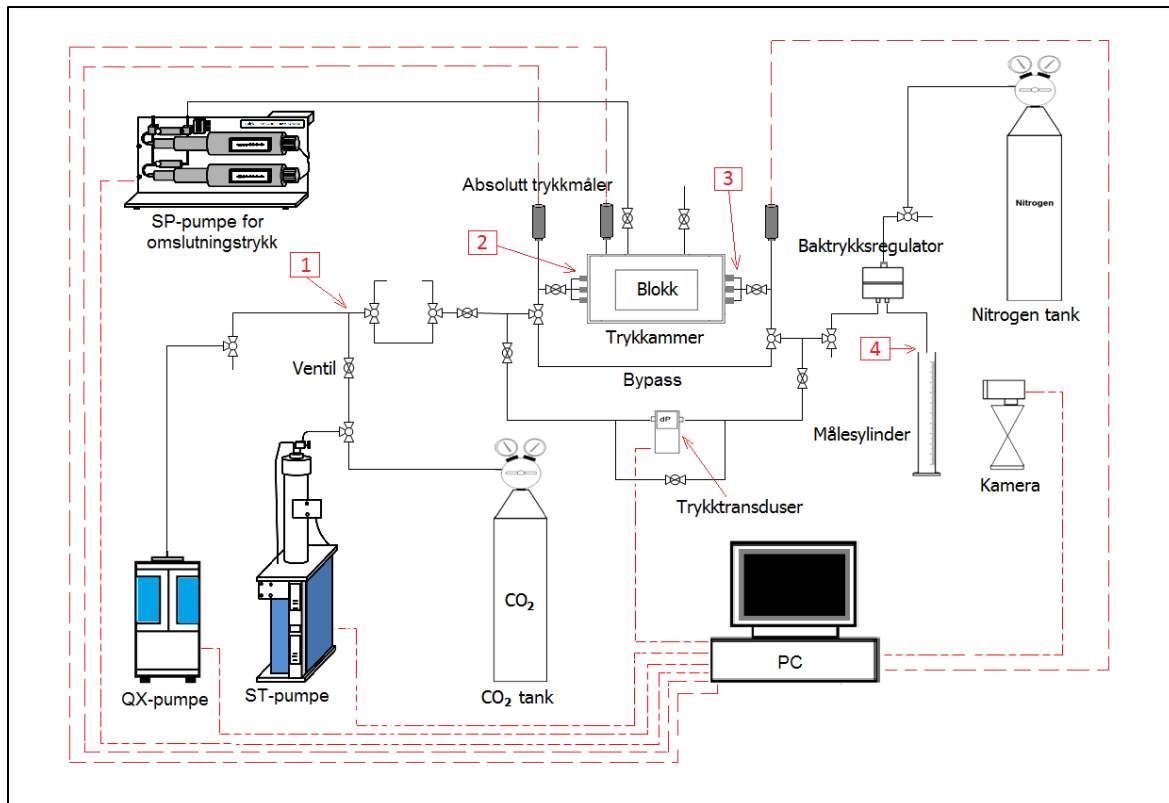 SP-pumpe for
omslutningstrykk
Absolutt trykkmåler
1
2
3
4
Blokk
Trykkammer
Baktrykksregulator
Nitrogen
Nitrogen tank
Ventil
Bypass
dP
Trykktransduser
Målesylinder
Kamera
QX-pumpe
ST-pumpe
CO₂
CO₂ tank
PC